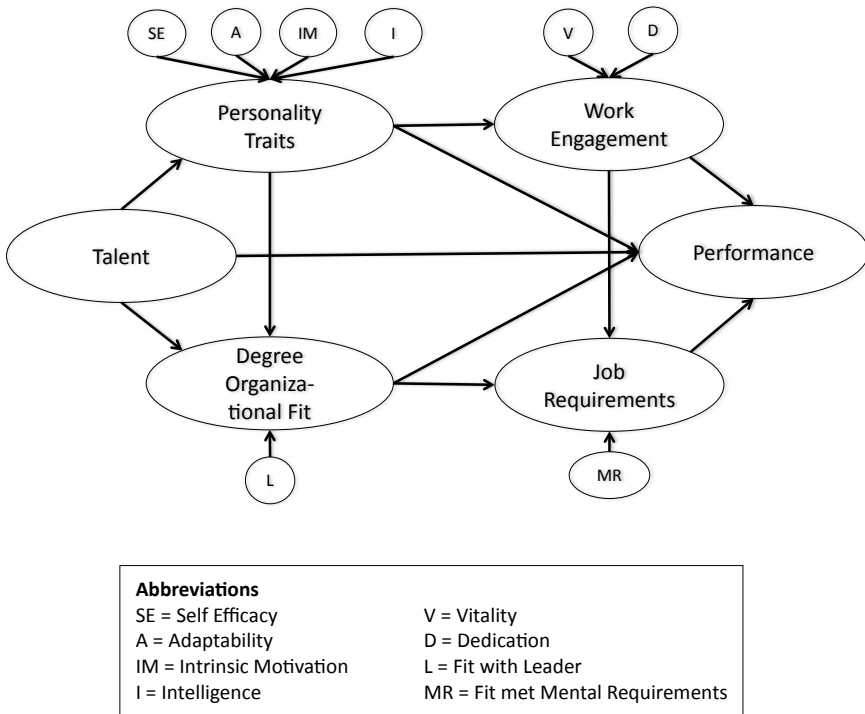 SE
A
IM
I
V
D
Personality
Traits
Work
Engagement
Talent
Performance
Degree
Organiza-
tional Fit
Job
Requirements
L
MR
Abbreviations
SE = Self Efficacy
A = Adaptability
IM = Intrinsic Motivation
I = Intelligence
V = Vitality
D = Dedication
L = Fit with Leader
MR = Fit met Mental Requirements